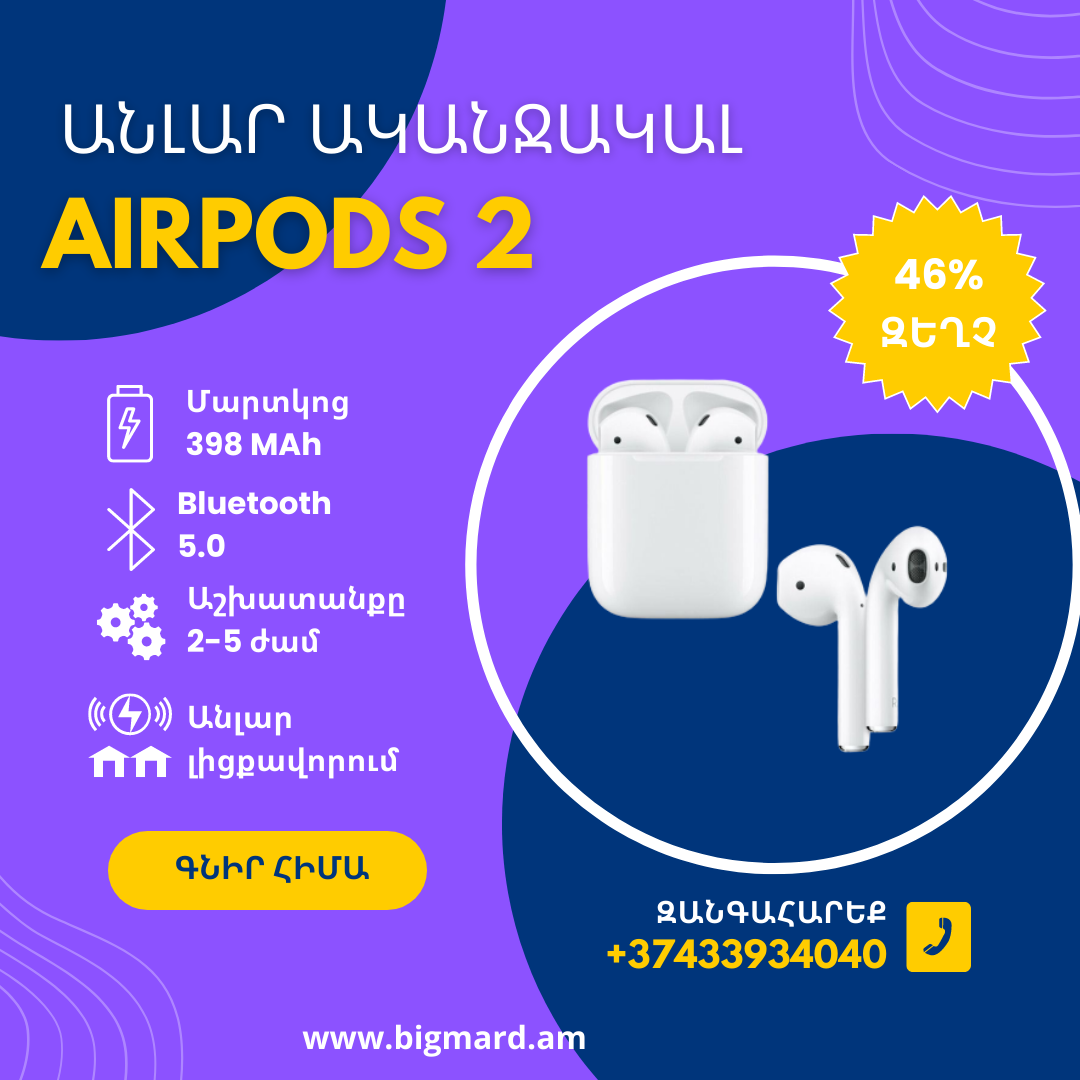 ԱՆԼԱՐ ԱԿԱՆՋԱԿԱԼ
AIRPODS 2
46%
ԶԵՂՉ
Մարտկոց
398 MAh
Bluetooth
5.0
Աշխատանքը
2-5 ժամ
Անլար
լիցքավորում
ԳՆԻՐ ՀԻՄԱ
ԶԱՆԳԱՀԱՐԵՔ
+37433934040
www.bigmard.am